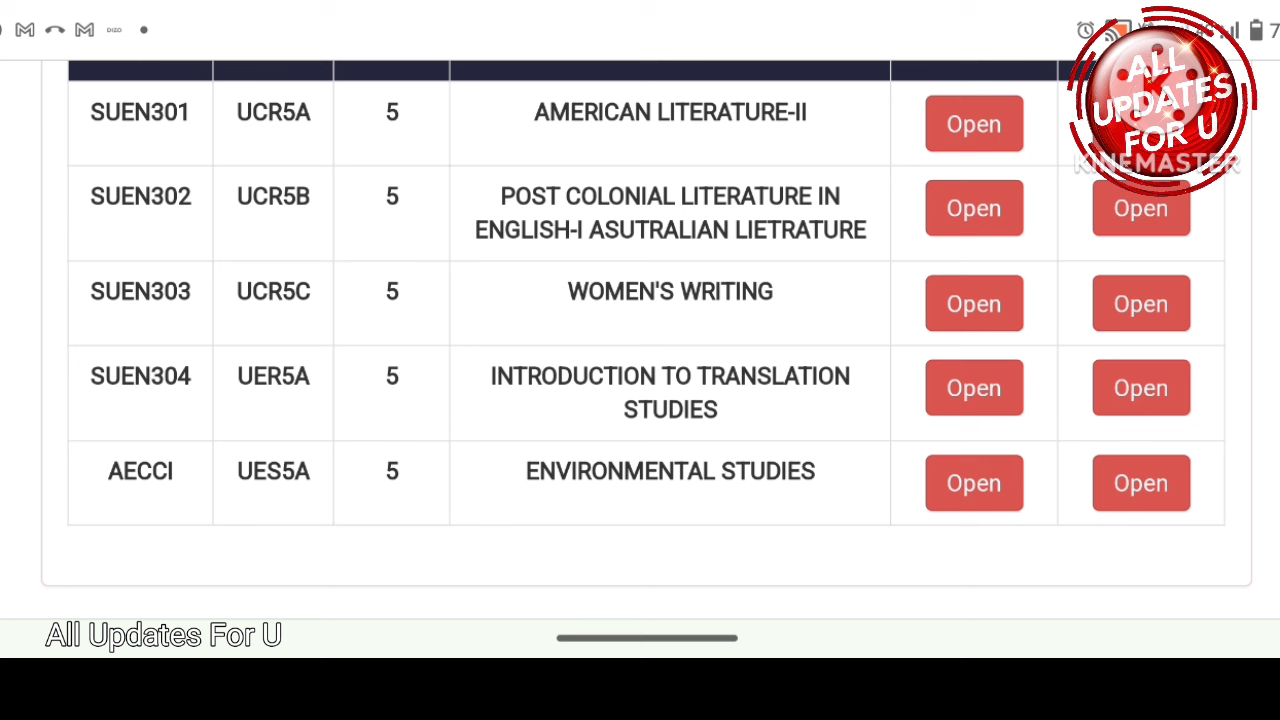 DIZO
7
ALL
UPDATES
FOR U
KINEMASTER
SUEN301 UCR5A 5 AMERICAN LITERATURE-II Open
SUEN302 UCR5B 5 POST COLONIAL LITERATURE IN Open Open
ENGLISH-I ASUTRALIAN LIETRATURE
SUEN303 UCR5C 5 WOMEN'S WRITING Open Open
SUEN304 UER5A 5 INTRODUCTION TO TRANSLATION Open Open
STUDIES
AECCI UES5A 5 ENVIRONMENTAL STUDIES Open Open
All Updates For U